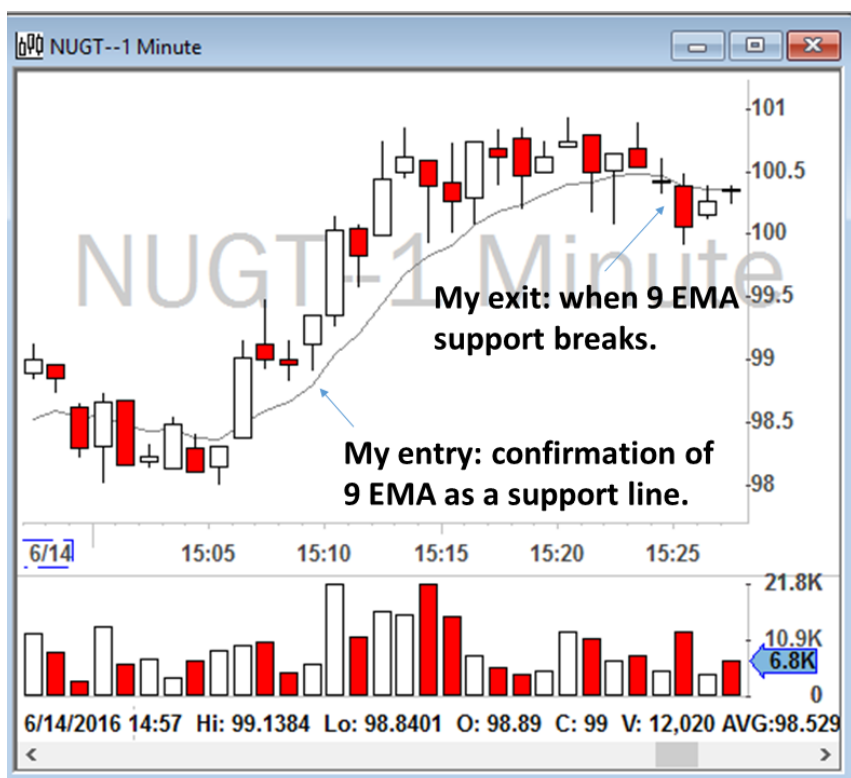 NUGT--1 Minute
101
100.5
NUGT--1 Minute
100
99.5
My exit: when 9 EMA
support breaks.
99
98.5
My entry: confirmation of
9 EMA as a support line.
98
6/14 15:05 15:10 15:15 15:20 15:25
21.8K
10.9K
6.8K
0
6/14/2016 14:57 Hi: 99.1384 Lo: 98.8401 O: 98.89 C: 99 V: 12,020 AVG:98.529